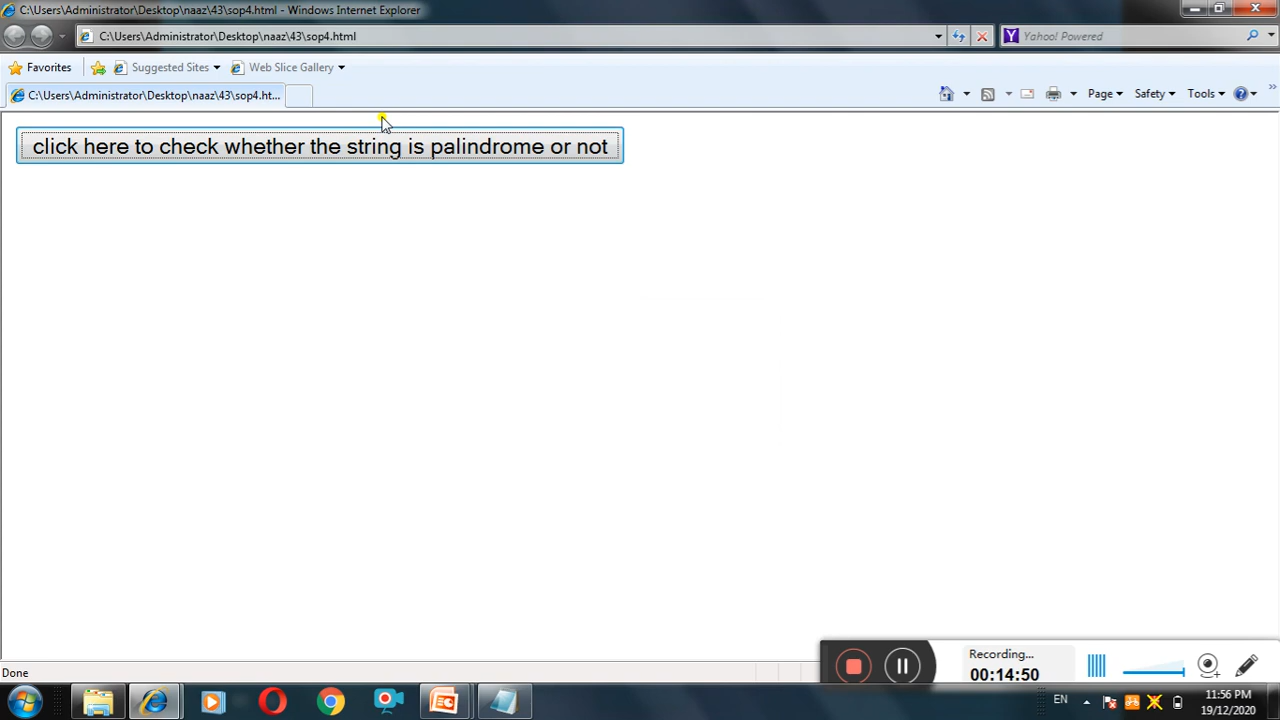 C:\Users\Administrator\Desktop\naaz\43\sop4.html - Windows Internet Explorer
C:\Users\Administrator\Desktop\naaz\43\sop4.html
Yahoo! Powered
Favorites
Suggested Sites
Web Slice Gallery
C:\Users\Administrator\Desktop\naaz\43\sop4.ht...
Page
Safety
Tools
click here to check whether the string is palindrome or not
Done
Recording...
00:14:50
EN
11:56 PM
19/12/2020